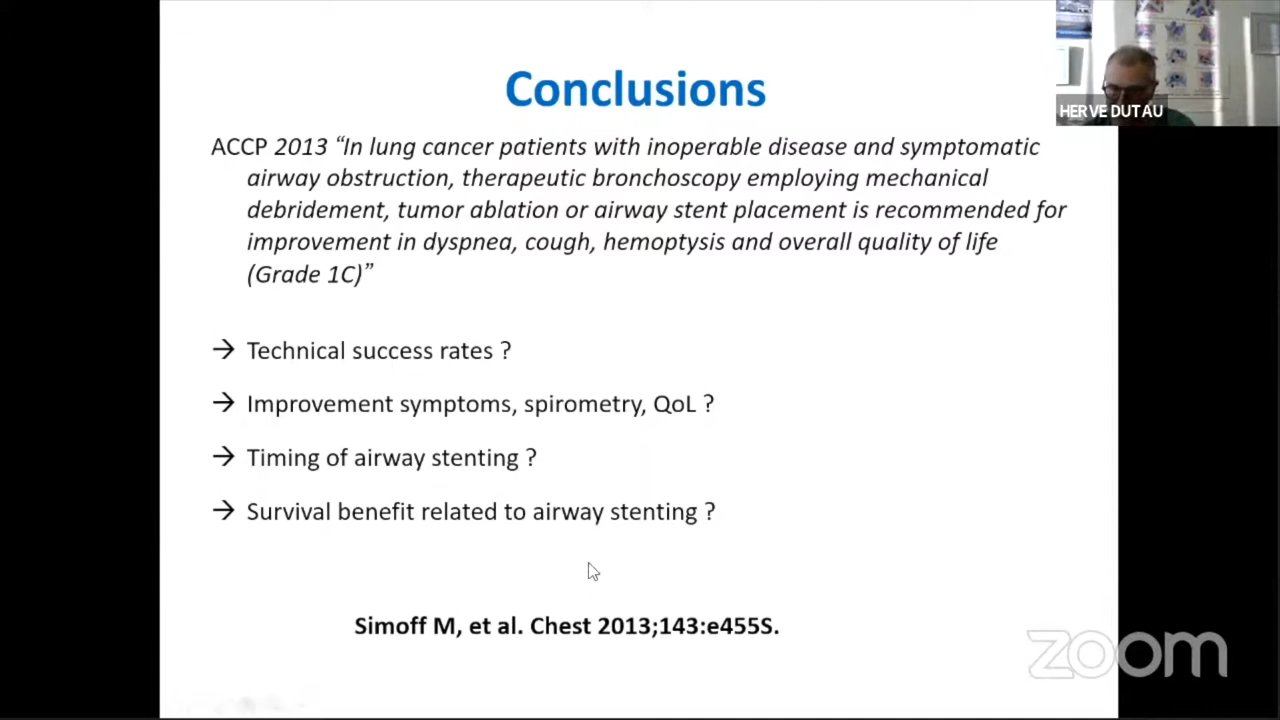 Conclusions
HERVE DUTAU
ACCP 2013 “In lung cancer patients with inoperable disease and symptomatic
airway obstruction, therapeutic bronchoscopy employing mechanical
debridement, tumor ablation or airway stent placement is recommended for
improvement in dyspnea, cough, hemoptysis and overall quality of life
(Grade 1C)”
→ Technical success rates ?
→ Improvement symptoms, spirometry, QoL ?
→ Timing of airway stenting ?
→ Survival benefit related to airway stenting ?
Simoff M, et al. Chest 2013;143:e455S.
zoom